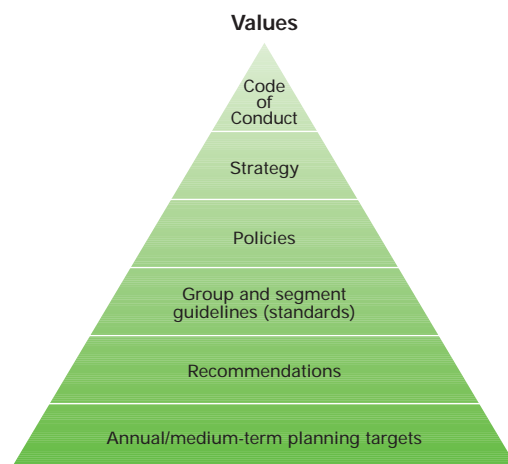 Values
Code
of
Conduct
Strategy
Policies
Group and segment
guidelines (standards)
Recommendations
Annual/medium-term planning targets